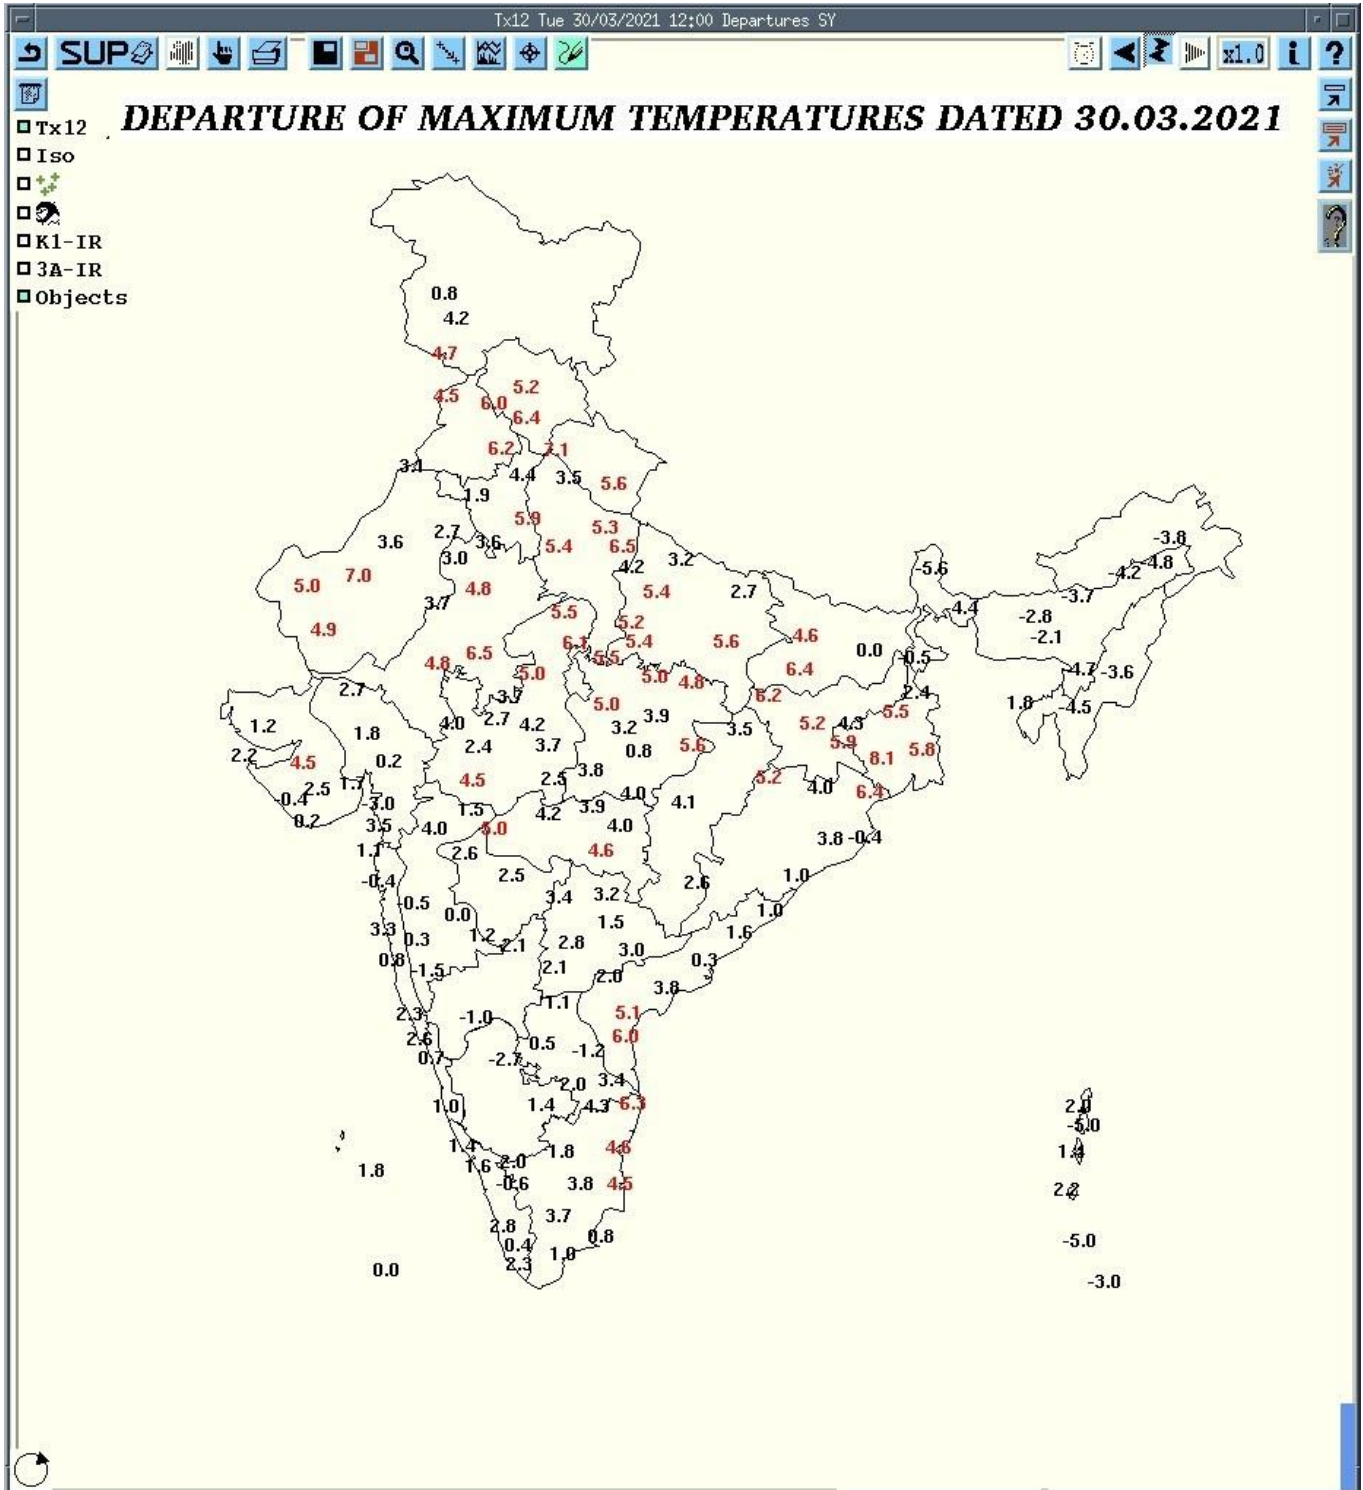 Tx12 Tue 30/03/2021 12:00 Departures SY
SUP x1.0 i ?
DEPARTURE OF MAXIMUM TEMPERATURES DATED 30.03.2021
Tx12
Iso
K1-IR
3A-IR
Objects
0.8
4.2
4.7
4.5 6.0 5.2
6.4
6.2 7.1
3.1 4.4 3.5 5.6
1.9
5.9 5.3
3.6 2.7 3.6 5.4 6.5 -3.8
3.0 4.2 3.2 -5.6 -4.2 -4.8
5.0 7.0 4.8 5.4 2.7 -3.7
3.7 5.5 -4.4 -2.8
4.9 5.2 4.6 -2.1
6.5 6.1 5.4 5.6 0.0
4.8 5.5 -0.5
5.0 5.0 4.8 6.4 -4.7 -3.6
2.7 3.7 5.0 6.2 2.4
1.2 4.0 2.7 4.2 3.9 5.2 4.3 5.5 1.8 -4.5
1.8 3.2 3.5
2.2 4.5 0.2 2.4 3.7 0.8 5.6 5.9 8.1 5.8
2.5 1.7 4.5 2.5 3.8 5.2 4.0 6.4
-0.4 -3.0 1.5 4.2 3.9 4.0 4.1
0.2 3.5 4.0 5.0 4.0 3.8 -0.4
1.1 2.6 4.6
-0.4 2.5 2.6 1.0
-0.5 3.4 3.2
0.0 1.5 1.0
3.3 0.3 1.2 2.1 2.8 3.0 1.6
0.8 -1.5 2.1 2.0 0.3
3.8
2.3 -1.0 1.1 5.1
2.6 0.5 6.0
0.7 -2.7 -1.2
2.0 3.4
1.0 1.4 4.3 6.3 2.0
-5.0
1.4 1.8 4.6 1.4
1.8 1.6 2.0
-0.6 3.8 4.5 2.2
2.8 3.7
0.4 1.0 0.8 -5.0
0.0 2.3
-3.0